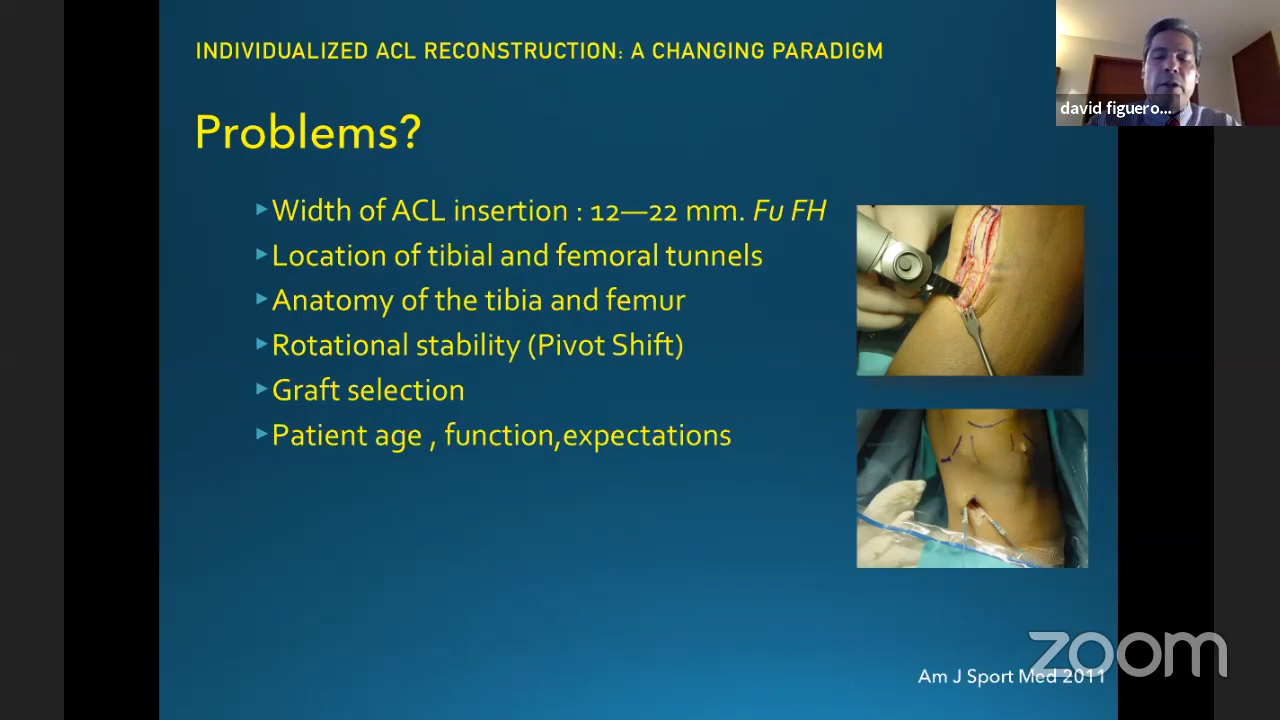 INDIVIDUALIZED ACL RECONSTRUCTION: A CHANGING PARADIGM
david figuero...
Problems?
Width of ACL insertion : 12—22 mm. Fu FH
Location of tibial and femoral tunnels
Anatomy of the tibia and femur
Rotational stability (Pivot Shift)
Graft selection
Patient age , function,expectations
zoom
Am J Sport Med 2011